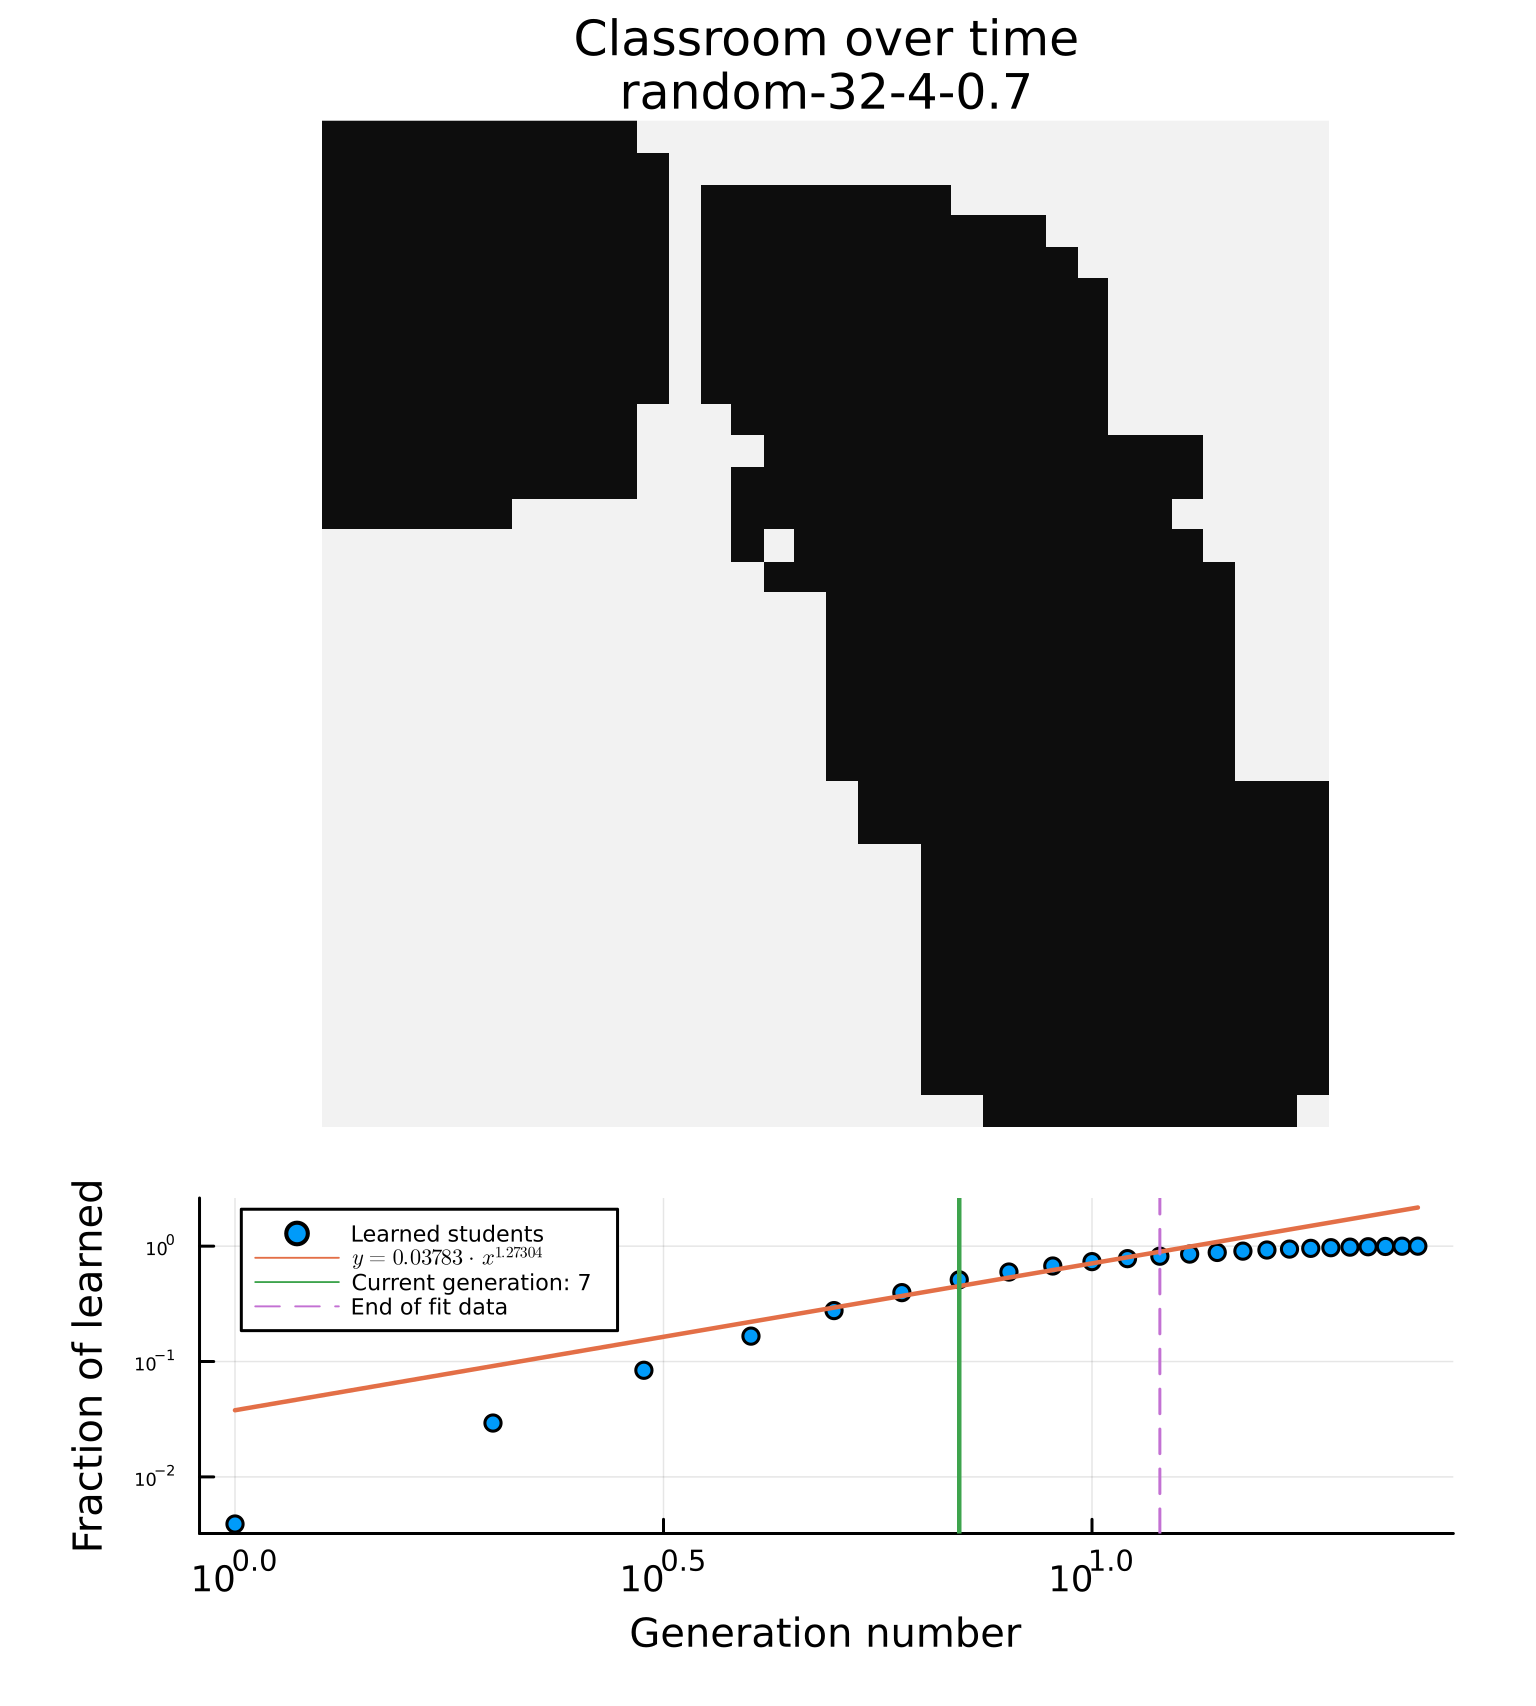 Classroom over time
random-32-4-0.7
Fraction of learned
Learned students
y = 0.03783 · x^1.27304
Current generation: 7
End of fit data
10^0
10^−1
10^−2
10^0.0
10^0.5
10^1.0
Generation number